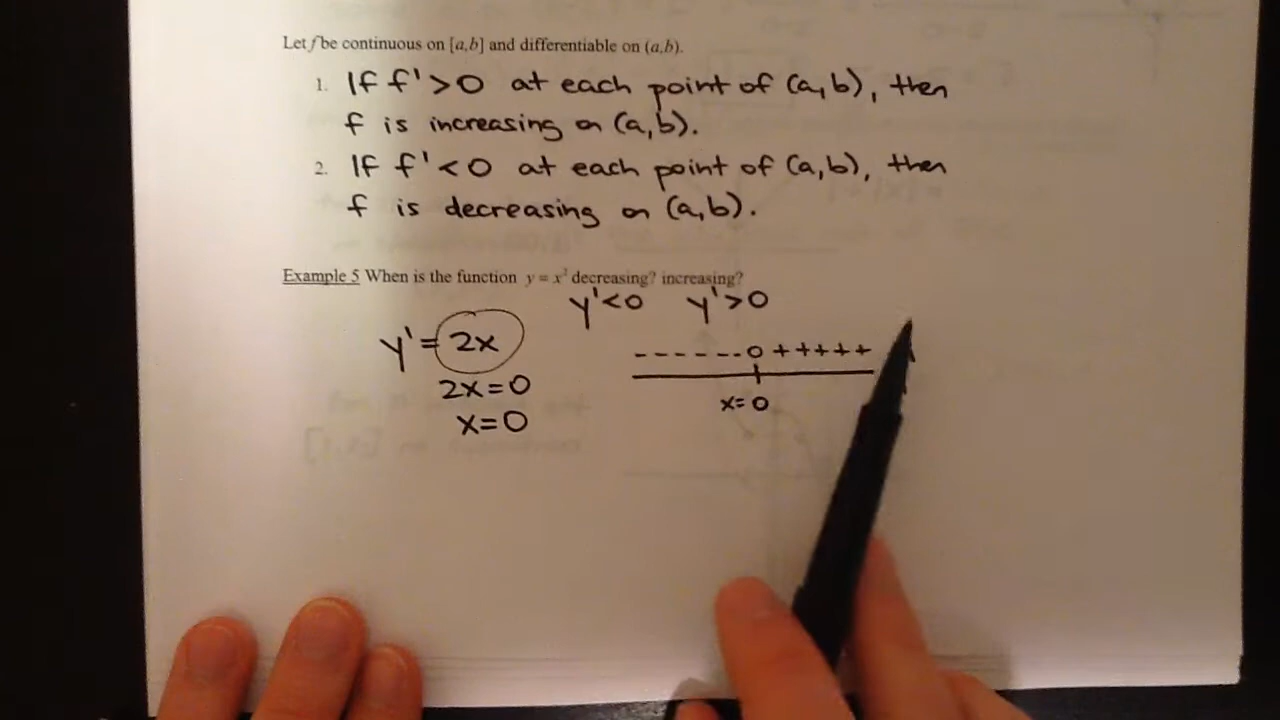 Let f be continuous on [a,b] and differentiable on (a,b).
1. If f' > 0 at each point of (a,b), then
f is increasing on (a,b).
2. If f' < 0 at each point of (a,b), then
f is decreasing on (a,b).
Example 5 When is the function y = x² decreasing? increasing?
y' < 0 y' > 0
y' = 2x
- - - - - - - 0 + + + + +
2x = 0
x = 0
x = 0